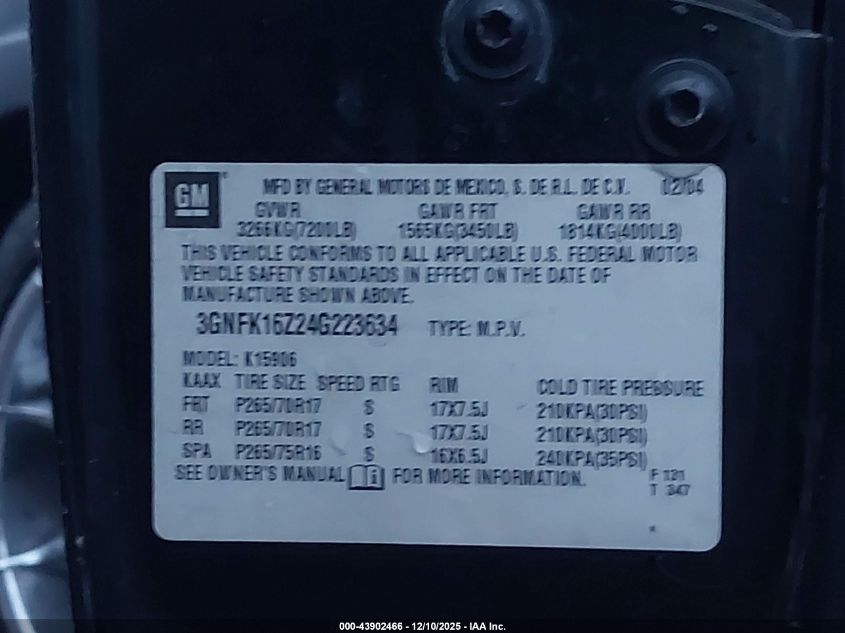 GM
MFD BY GENERAL MOTORS DE MEXICO, S. DE R.L. DE C.V. 02/04
GVWR GAWR FRT GAWR RR
3266KG(7200LB) 1565KG(3450LB) 1814KG(4000LB)
THIS VEHICLE CONFORMS TO ALL APPLICABLE U.S. FEDERAL MOTOR
VEHICLE SAFETY STANDARDS IN EFFECT ON THE DATE OF
MANUFACTURE SHOWN ABOVE.
3GNFK16Z24G223634 TYPE: M.P.V.
MODEL: K15906
KAAX TIRE SIZE SPEED RTG RIM COLD TIRE PRESSURE
FRT P265/70R17 S 17X7.5J 210KPA(30PSI)
RR P265/70R17 S 17X7.5J 210KPA(30PSI)
SPA P265/75R16 S 16X6.5J 240KPA(35PSI)
SEE OWNER'S MANUAL FOR MORE INFORMATION.
F 131
T 347
000-43902466 - 12/10/2025 - IAA Inc.